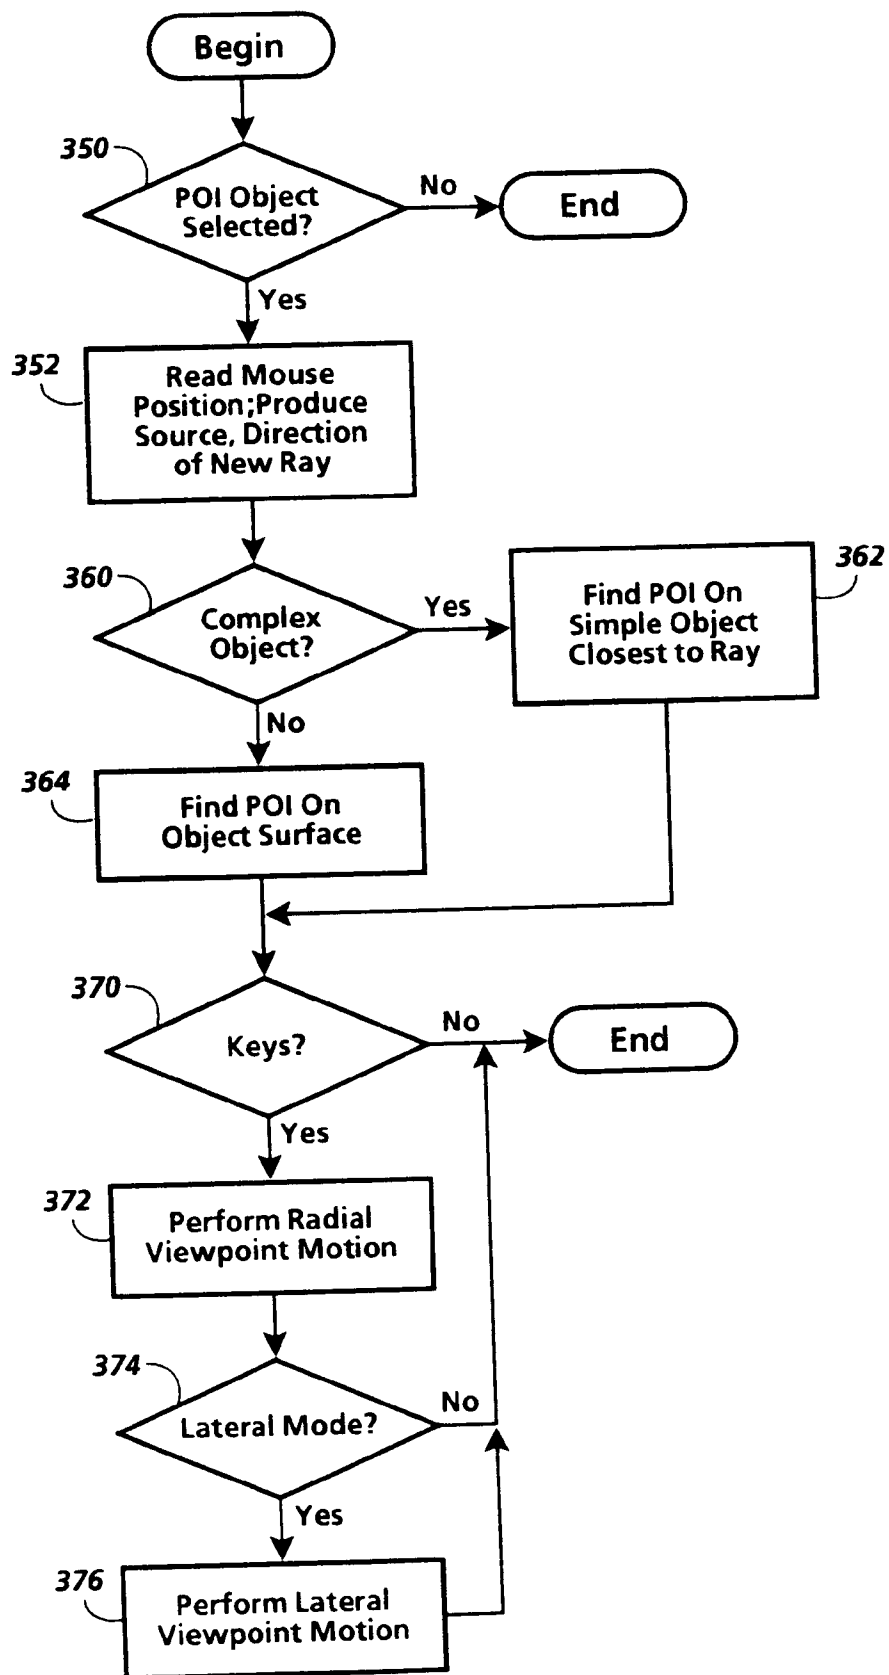 Begin
350
POI Object
Selected?
No
End
Yes
352
Read Mouse
Position;Produce
Source, Direction
of New Ray
360
Complex
Object?
Yes
362
Find POI On
Simple Object
Closest to Ray
No
364
Find POI On
Object Surface
370
Keys?
No
End
Yes
372
Perform Radial
Viewpoint Motion
374
Lateral Mode?
No
Yes
376
Perform Lateral
Viewpoint Motion